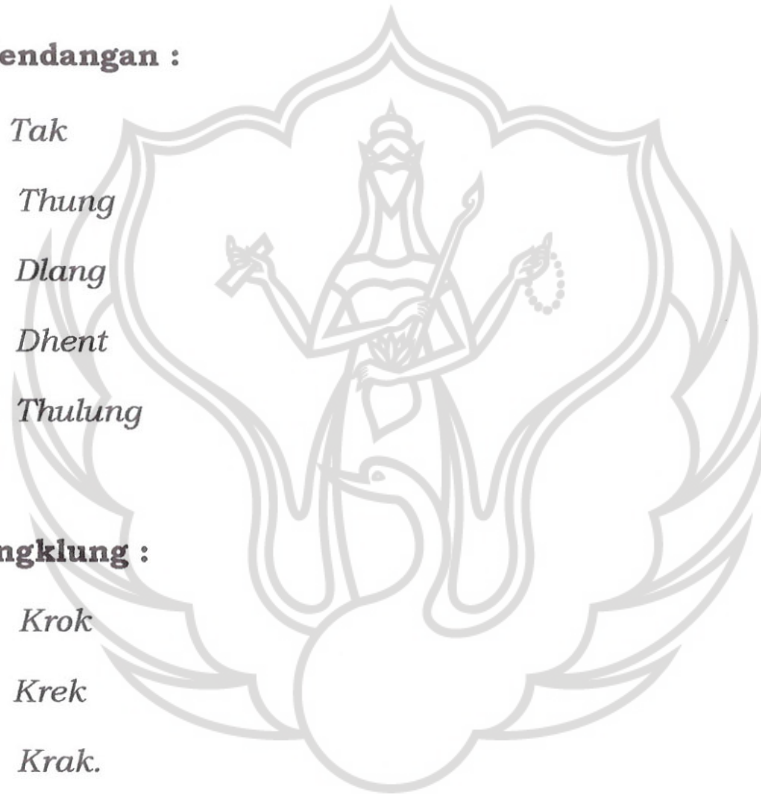 endangan :
Tak
Thung
Dlang
Dhent
Thulung
ngklung :
Krok
Krek
Krak.